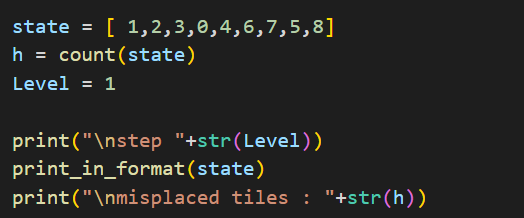 state = [ 1,2,3,0,4,6,7,5,8]
h = count(state)
Level = 1
print("\nstep "+str(Level))
print_in_format(state)
print("\nmisplaced tiles : "+str(h))